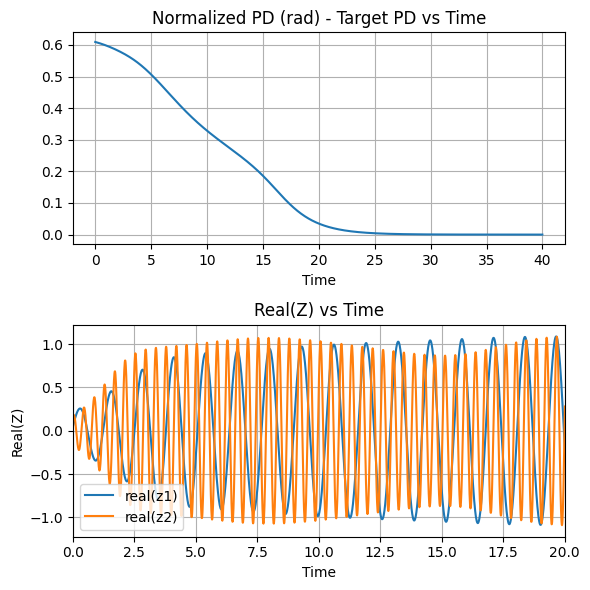 Normalized PD (rad) - Target PD vs Time
0.6
0.5
0.4
0.3
0.2
0.1
0.0
0 5 10 15 20 25 30 35 40
Time
Real(Z) vs Time
Real(Z)
1.0
0.5
0.0
−0.5
−1.0
real(z1)
real(z2)
0.0 2.5 5.0 7.5 10.0 12.5 15.0 17.5 20.0
Time